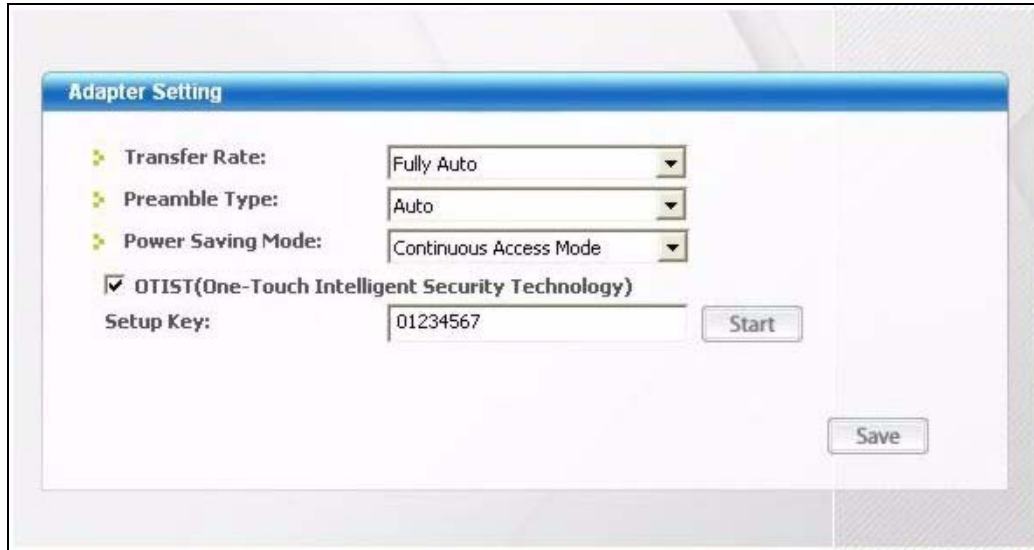 Adapter Setting
Transfer Rate: Fully Auto
Preamble Type: Auto
Power Saving Mode: Continuous Access Mode
OTIST(One-Touch Intelligent Security Technology)
Setup Key: 01234567 Start
Save